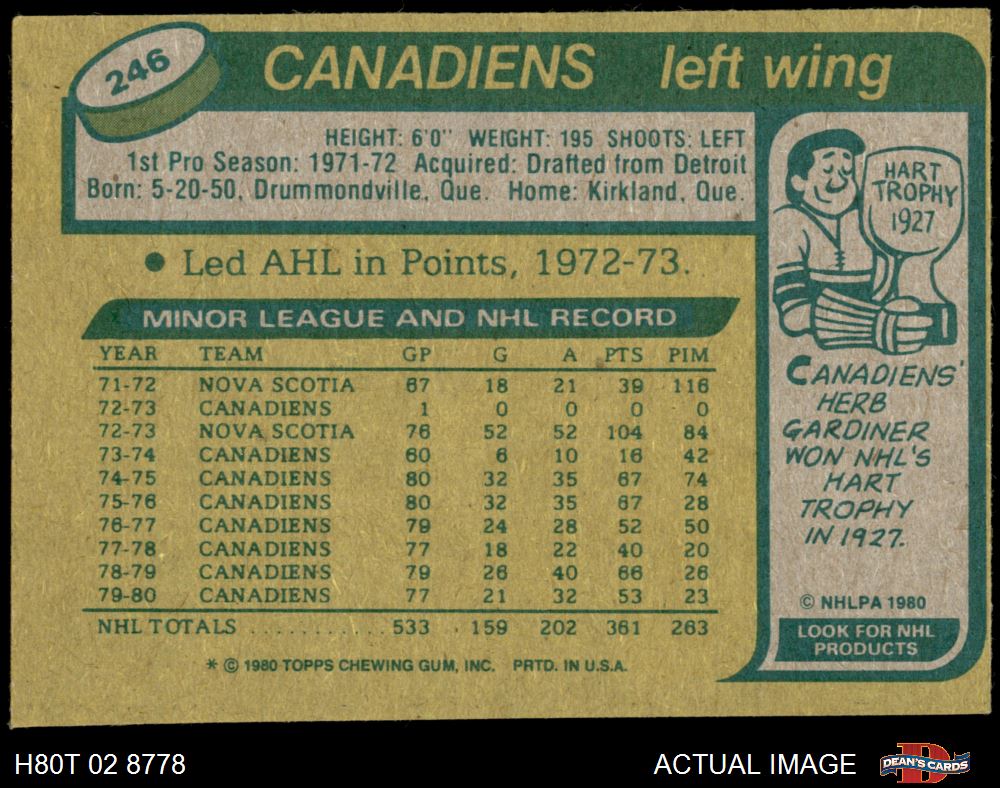 246
CANADIENS left wing
HEIGHT: 6'0" WEIGHT: 195 SHOOTS: LEFT
1st Pro Season: 1971-72 Acquired: Drafted from Detroit
Born: 5-20-50, Drummondville, Que. Home: Kirkland, Que.
• Led AHL in Points, 1972-73.
MINOR LEAGUE AND NHL RECORD
YEAR TEAM GP G A PTS PIM
71-72 NOVA SCOTIA 67 18 21 39 116
72-73 CANADIENS 1 0 0 0 0
72-73 NOVA SCOTIA 76 52 52 104 84
73-74 CANADIENS 60 6 10 16 42
74-75 CANADIENS 80 32 35 67 74
75-76 CANADIENS 80 32 35 67 28
76-77 CANADIENS 79 24 28 52 50
77-78 CANADIENS 77 18 22 40 20
78-79 CANADIENS 79 26 40 66 26
79-80 CANADIENS 77 21 32 53 23
NHL TOTALS .......... 533 159 202 361 263
* © 1980 TOPPS CHEWING GUM, INC. PRTD. IN U.S.A.
HART
TROPHY
1927
CANADIENS'
HERB
GARDINER
WON NHL'S
HART
TROPHY
IN 1927.
© NHLPA 1980
LOOK FOR NHL
PRODUCTS
H80T 02 8778
ACTUAL IMAGE
DEAN'S CARDS